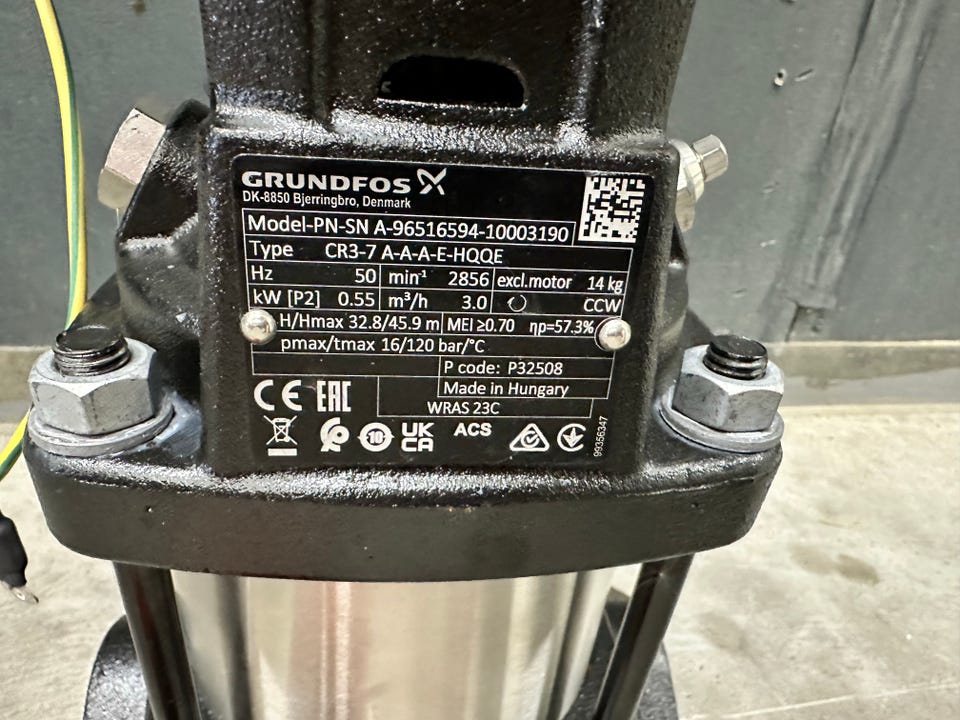 GRUNDFOS
DK-8850 Bjerringbro, Denmark
Model-PN-SN A-96516594-10003190
Type CR3-7 A-A-A-E-HQQE
Hz 50 min⁻¹ 2856 excl.motor 14 kg
kW [P2] 0.55 m³/h 3.0 CCW
H/Hmax 32.8/45.9 m MEI ≥0.70 ηp=57.3%
pmax/tmax 16/120 bar/°C
P code: P32508
Made in Hungary
WRAS 23C
CE EAC
10 UK CA ACS
99356347